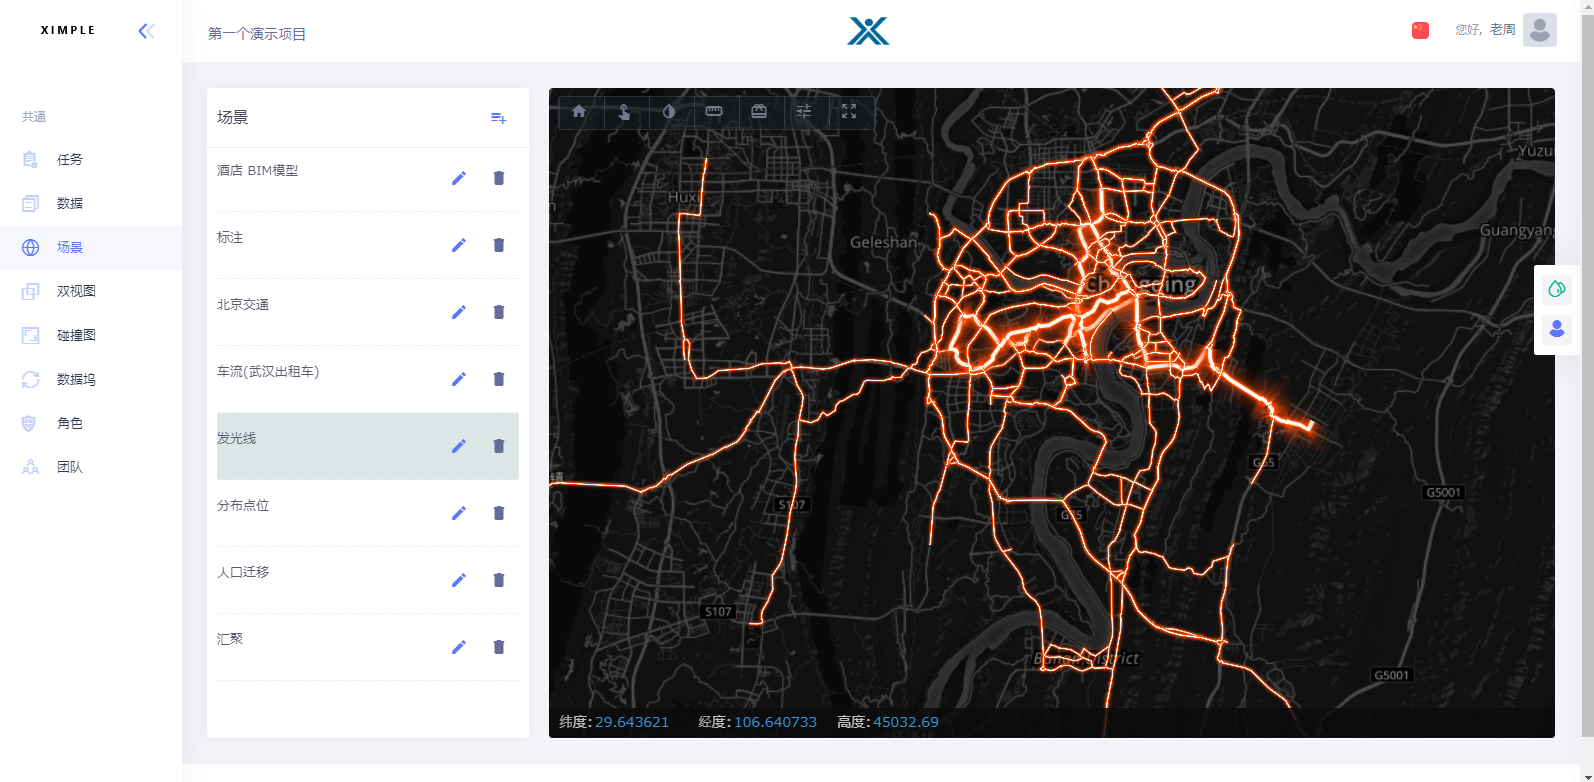 XIMPLE
第一个演示项目
您好, 老周
共通
任务
数据
场景
双视图
碰撞图
数据坞
角色
团队
场景
酒店 BIM模型
标注
北京交通
车流(武汉出租车)
发光线
分布点位
人口迁移
汇聚
Huxi
Geleshan
Yuzu
Guangyang
chongqing
G65
G5001
S107
G75
S107
Banan District
G5001
纬度:29.643621 经度:106.640733 高度:45032.69